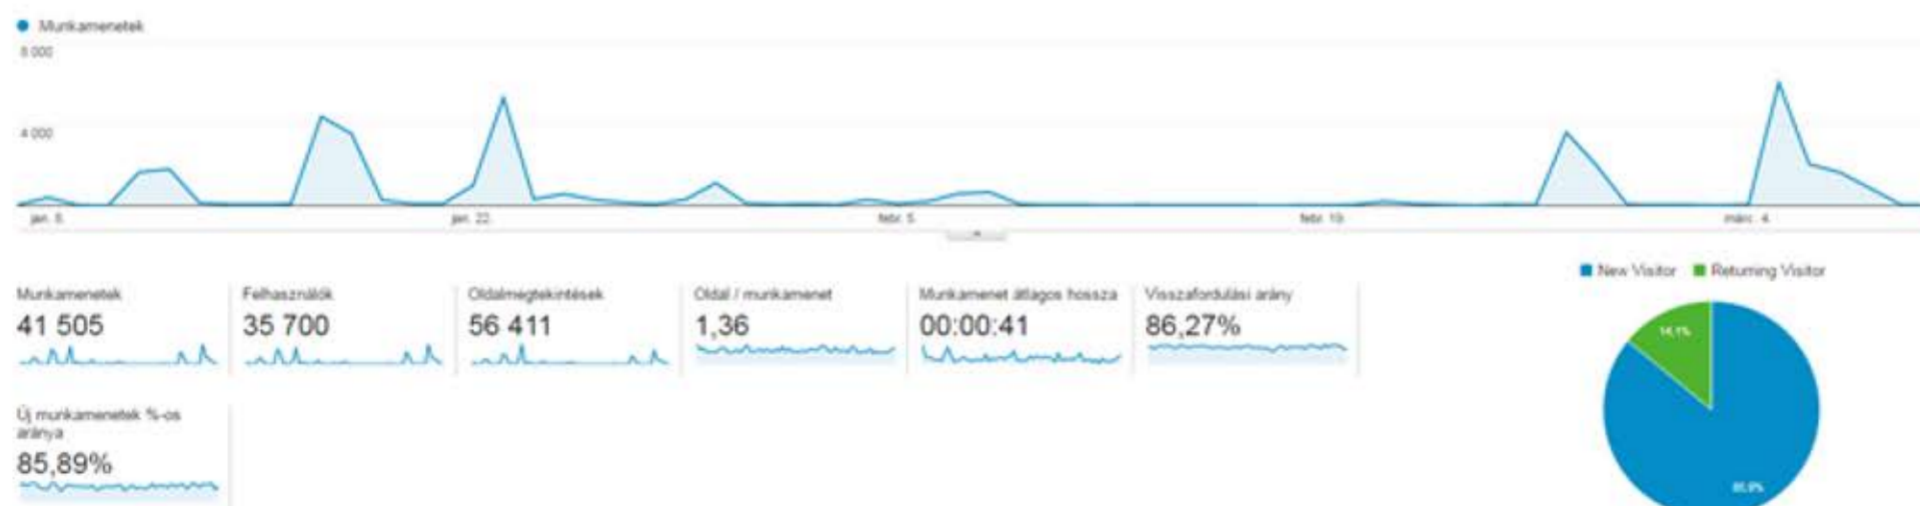 Munkamenetek
8 000
4 000
jan. 8.
jan. 22.
febr. 5.
febr. 19.
márc. 4.
New Visitor
Returning Visitor
Munkamenetek
41 505
Felhasználók
35 700
Oldalmegtekintések
56 411
Oldal / munkamenet
1,36
Munkamenet átlagos hossza
00:00:41
Visszafordulási arány
86,27%
14,1%
Új munkamenetek %-os
aránya
85,89%
85,9%